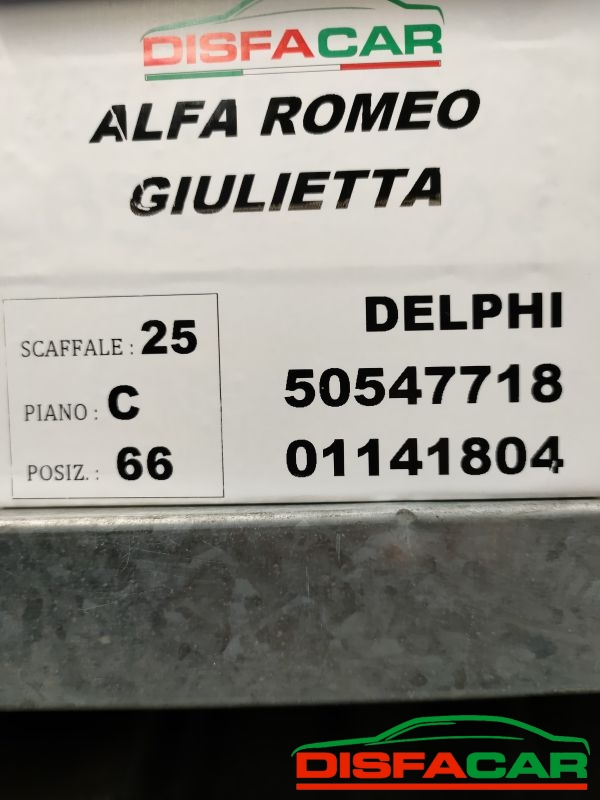 DISFACAR
ALFA ROMEO
GIULIETTA
SCAFFALE : 25
PIANO : C
POSIZ. : 66
DELPHI
50547718
01141804
DISFACAR